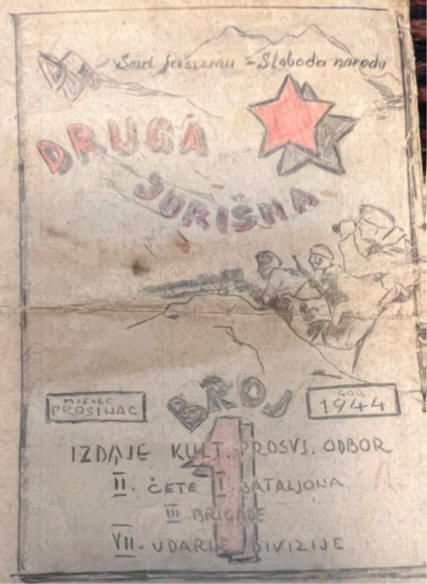 Smrt fašizmu - Sloboda narodu
DRUGA
JURIŠNA
BROJ
MJESEC
PROSINAC
GOD.
1944
1
IZDAJE KULT. PROSVJ. ODBOR
II. ČETE I. BATALJONA
III BRIGADE
VII. UDARNE DIVIZIJE